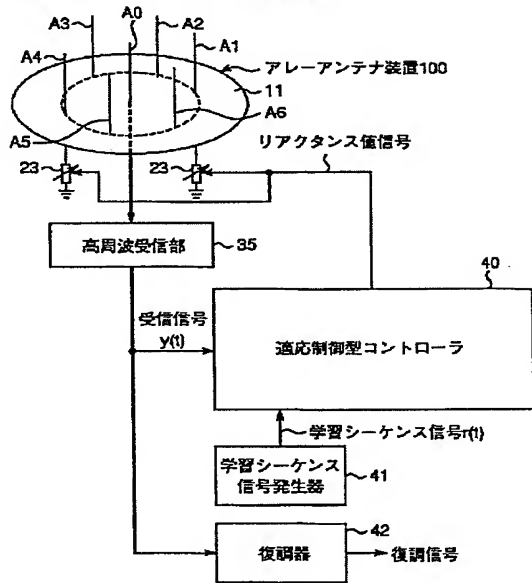 A0
A3
A2
A4
A1
アレーアンテナ装置100
11
A6
A5
リアクタンス値信号
23
23
高周波受信部
35
40
受信信号
y(t)
適応制御型コントローラ
学習シーケンス信号r(t)
学習シーケンス
信号発生器
41
42
復調器
復調信号